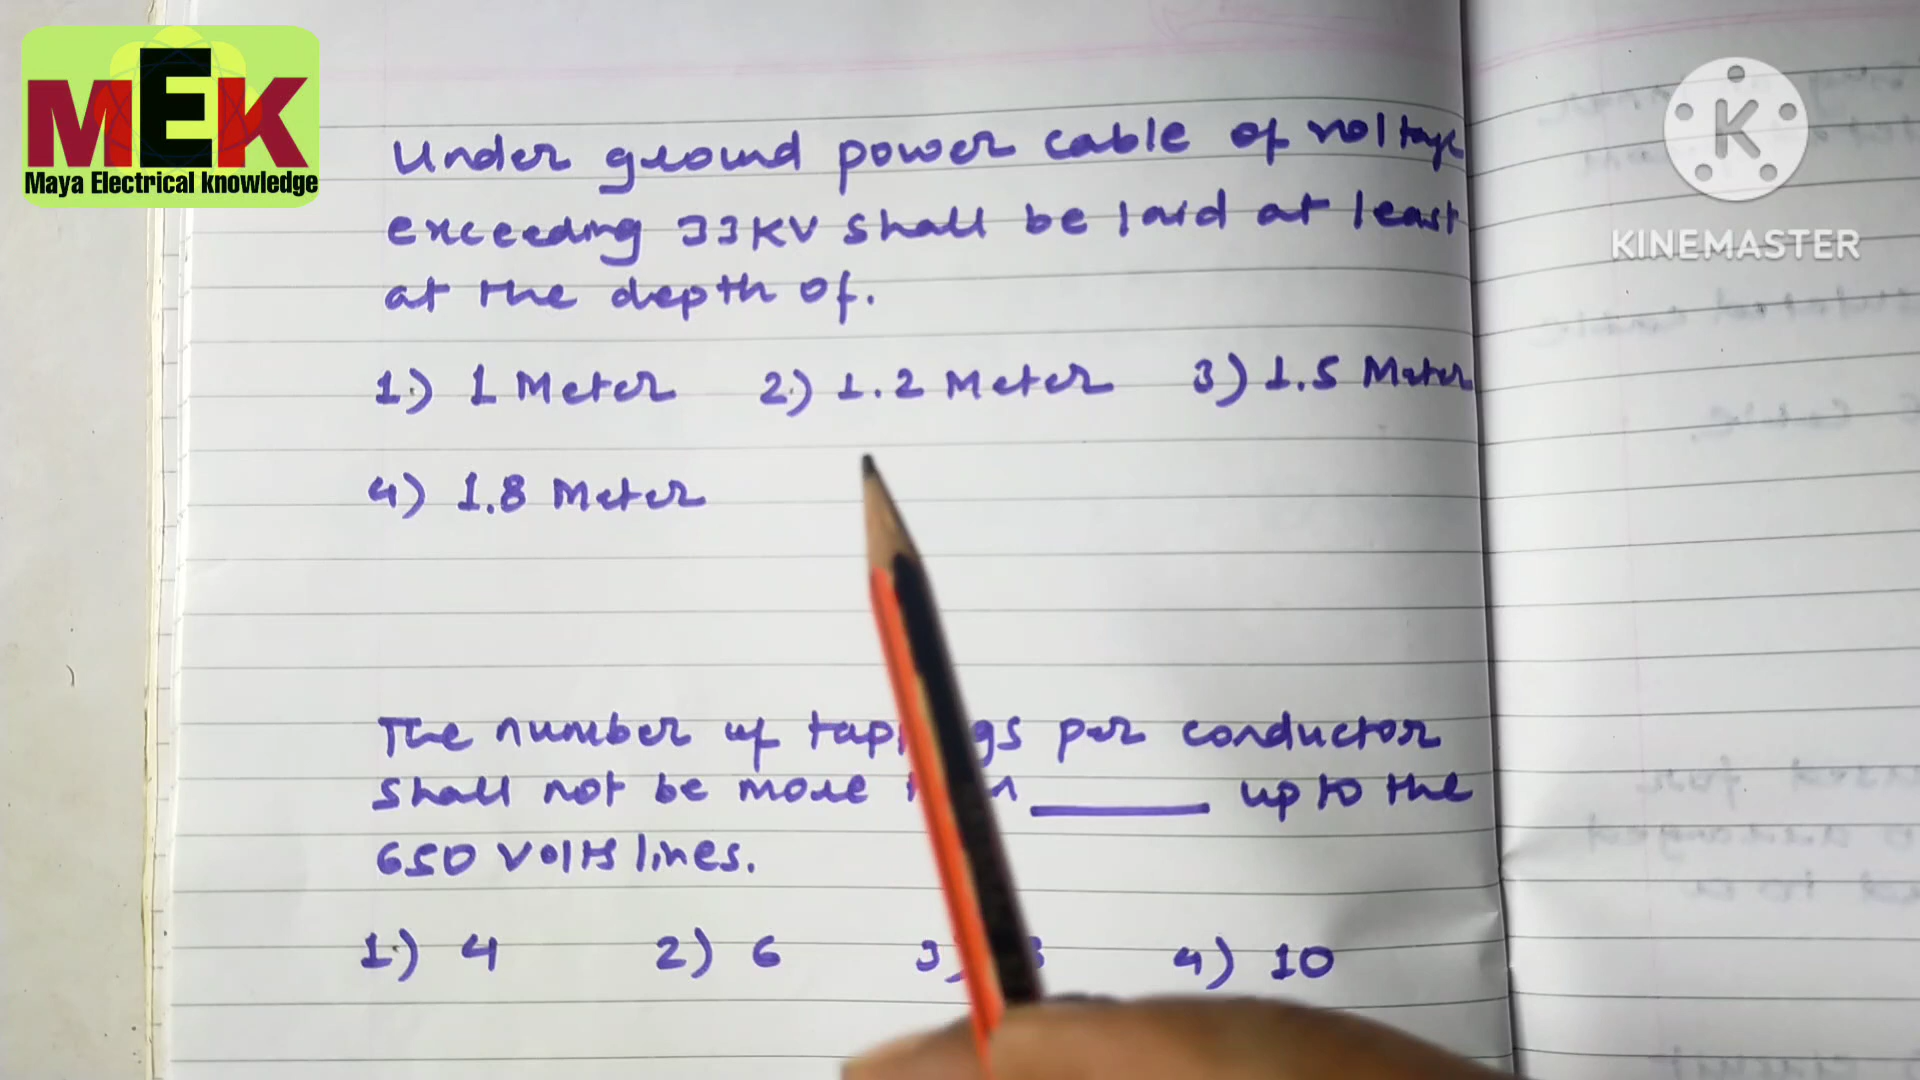 MEK
Maya Electrical knowledge
K
KINEMASTER
Under ground power cable of voltage
exceeding 33KV shall be laid at least
at the depth of.
1) 1 Meter 2) 1.2 Meter 3) 1.5 Meter
4) 1.8 Meter
The number of tappings per conductor
shall not be more up to the
650 Volts lines.
1) 4 2) 6 3) 4) 10